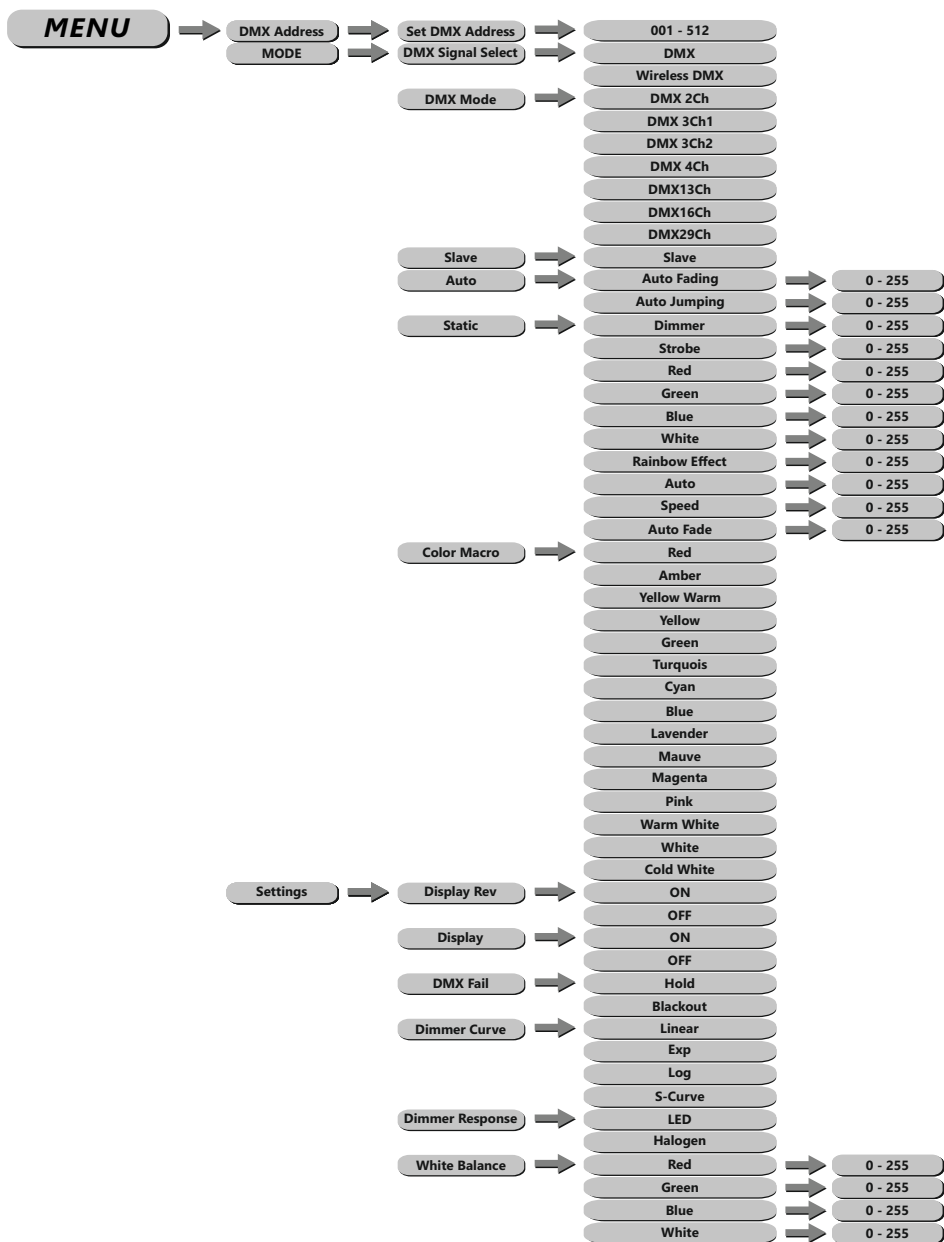 MENU
DMX Address Set DMX Address 001 - 512
MODE DMX Signal Select DMX
Wireless DMX
DMX Mode DMX 2Ch
DMX 3Ch1
DMX 3Ch2
DMX 4Ch
DMX13Ch
DMX16Ch
DMX29Ch
Slave Slave
Auto Auto Fading 0 - 255
Auto Jumping 0 - 255
Static Dimmer 0 - 255
Strobe 0 - 255
Red 0 - 255
Green 0 - 255
Blue 0 - 255
White 0 - 255
Rainbow Effect 0 - 255
Auto 0 - 255
Speed 0 - 255
Auto Fade 0 - 255
Color Macro Red
Amber
Yellow Warm
Yellow
Green
Turquois
Cyan
Blue
Lavender
Mauve
Magenta
Pink
Warm White
White
Cold White
Settings Display Rev ON
OFF
Display ON
OFF
DMX Fail Hold
Blackout
Dimmer Curve Linear
Exp
Log
S-Curve
Dimmer Response LED
Halogen
White Balance Red 0 - 255
Green 0 - 255
Blue 0 - 255
White 0 - 255